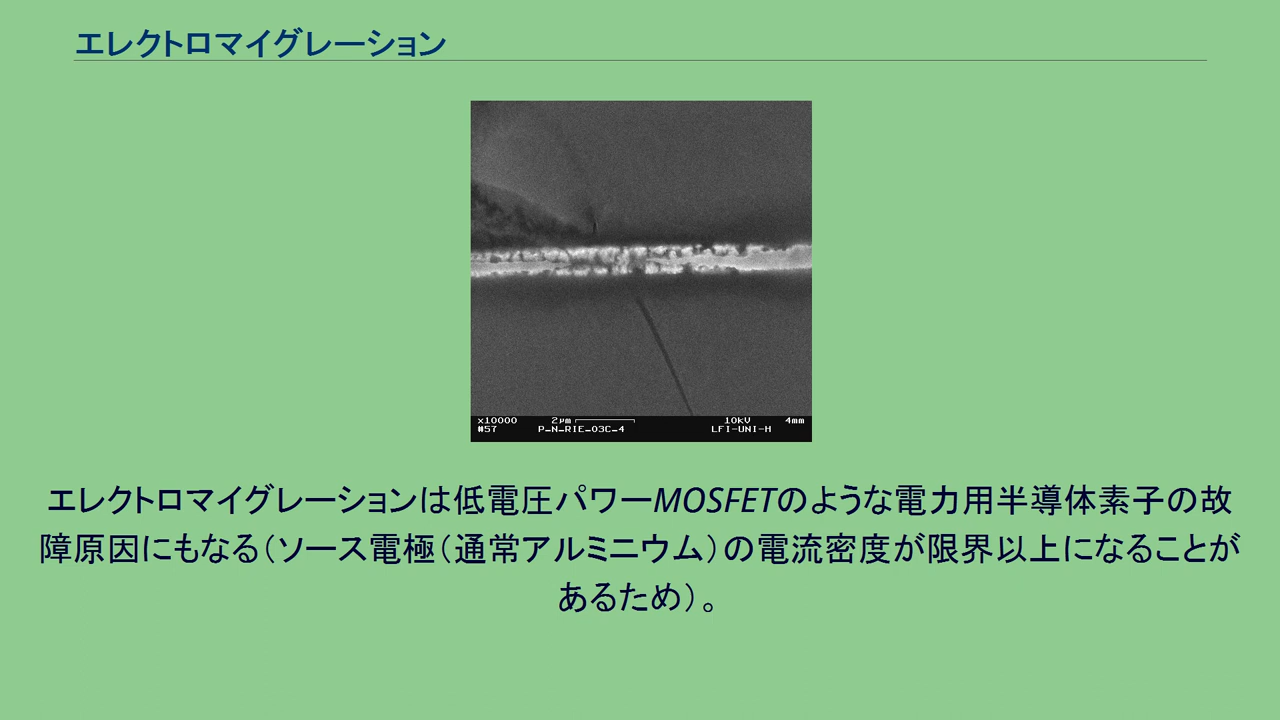 エレクトロマイグレーション
x10000 2µm 10kV 4mm
#57 P-N-RIE-03C-4 LFI-UNI-H
エレクトロマイグレーションは低電圧パワーMOSFETのような電力用半導体素子の故
障原因にもなる（ソース電極（通常アルミニウム）の電流密度が限界以上になることが
あるため）。